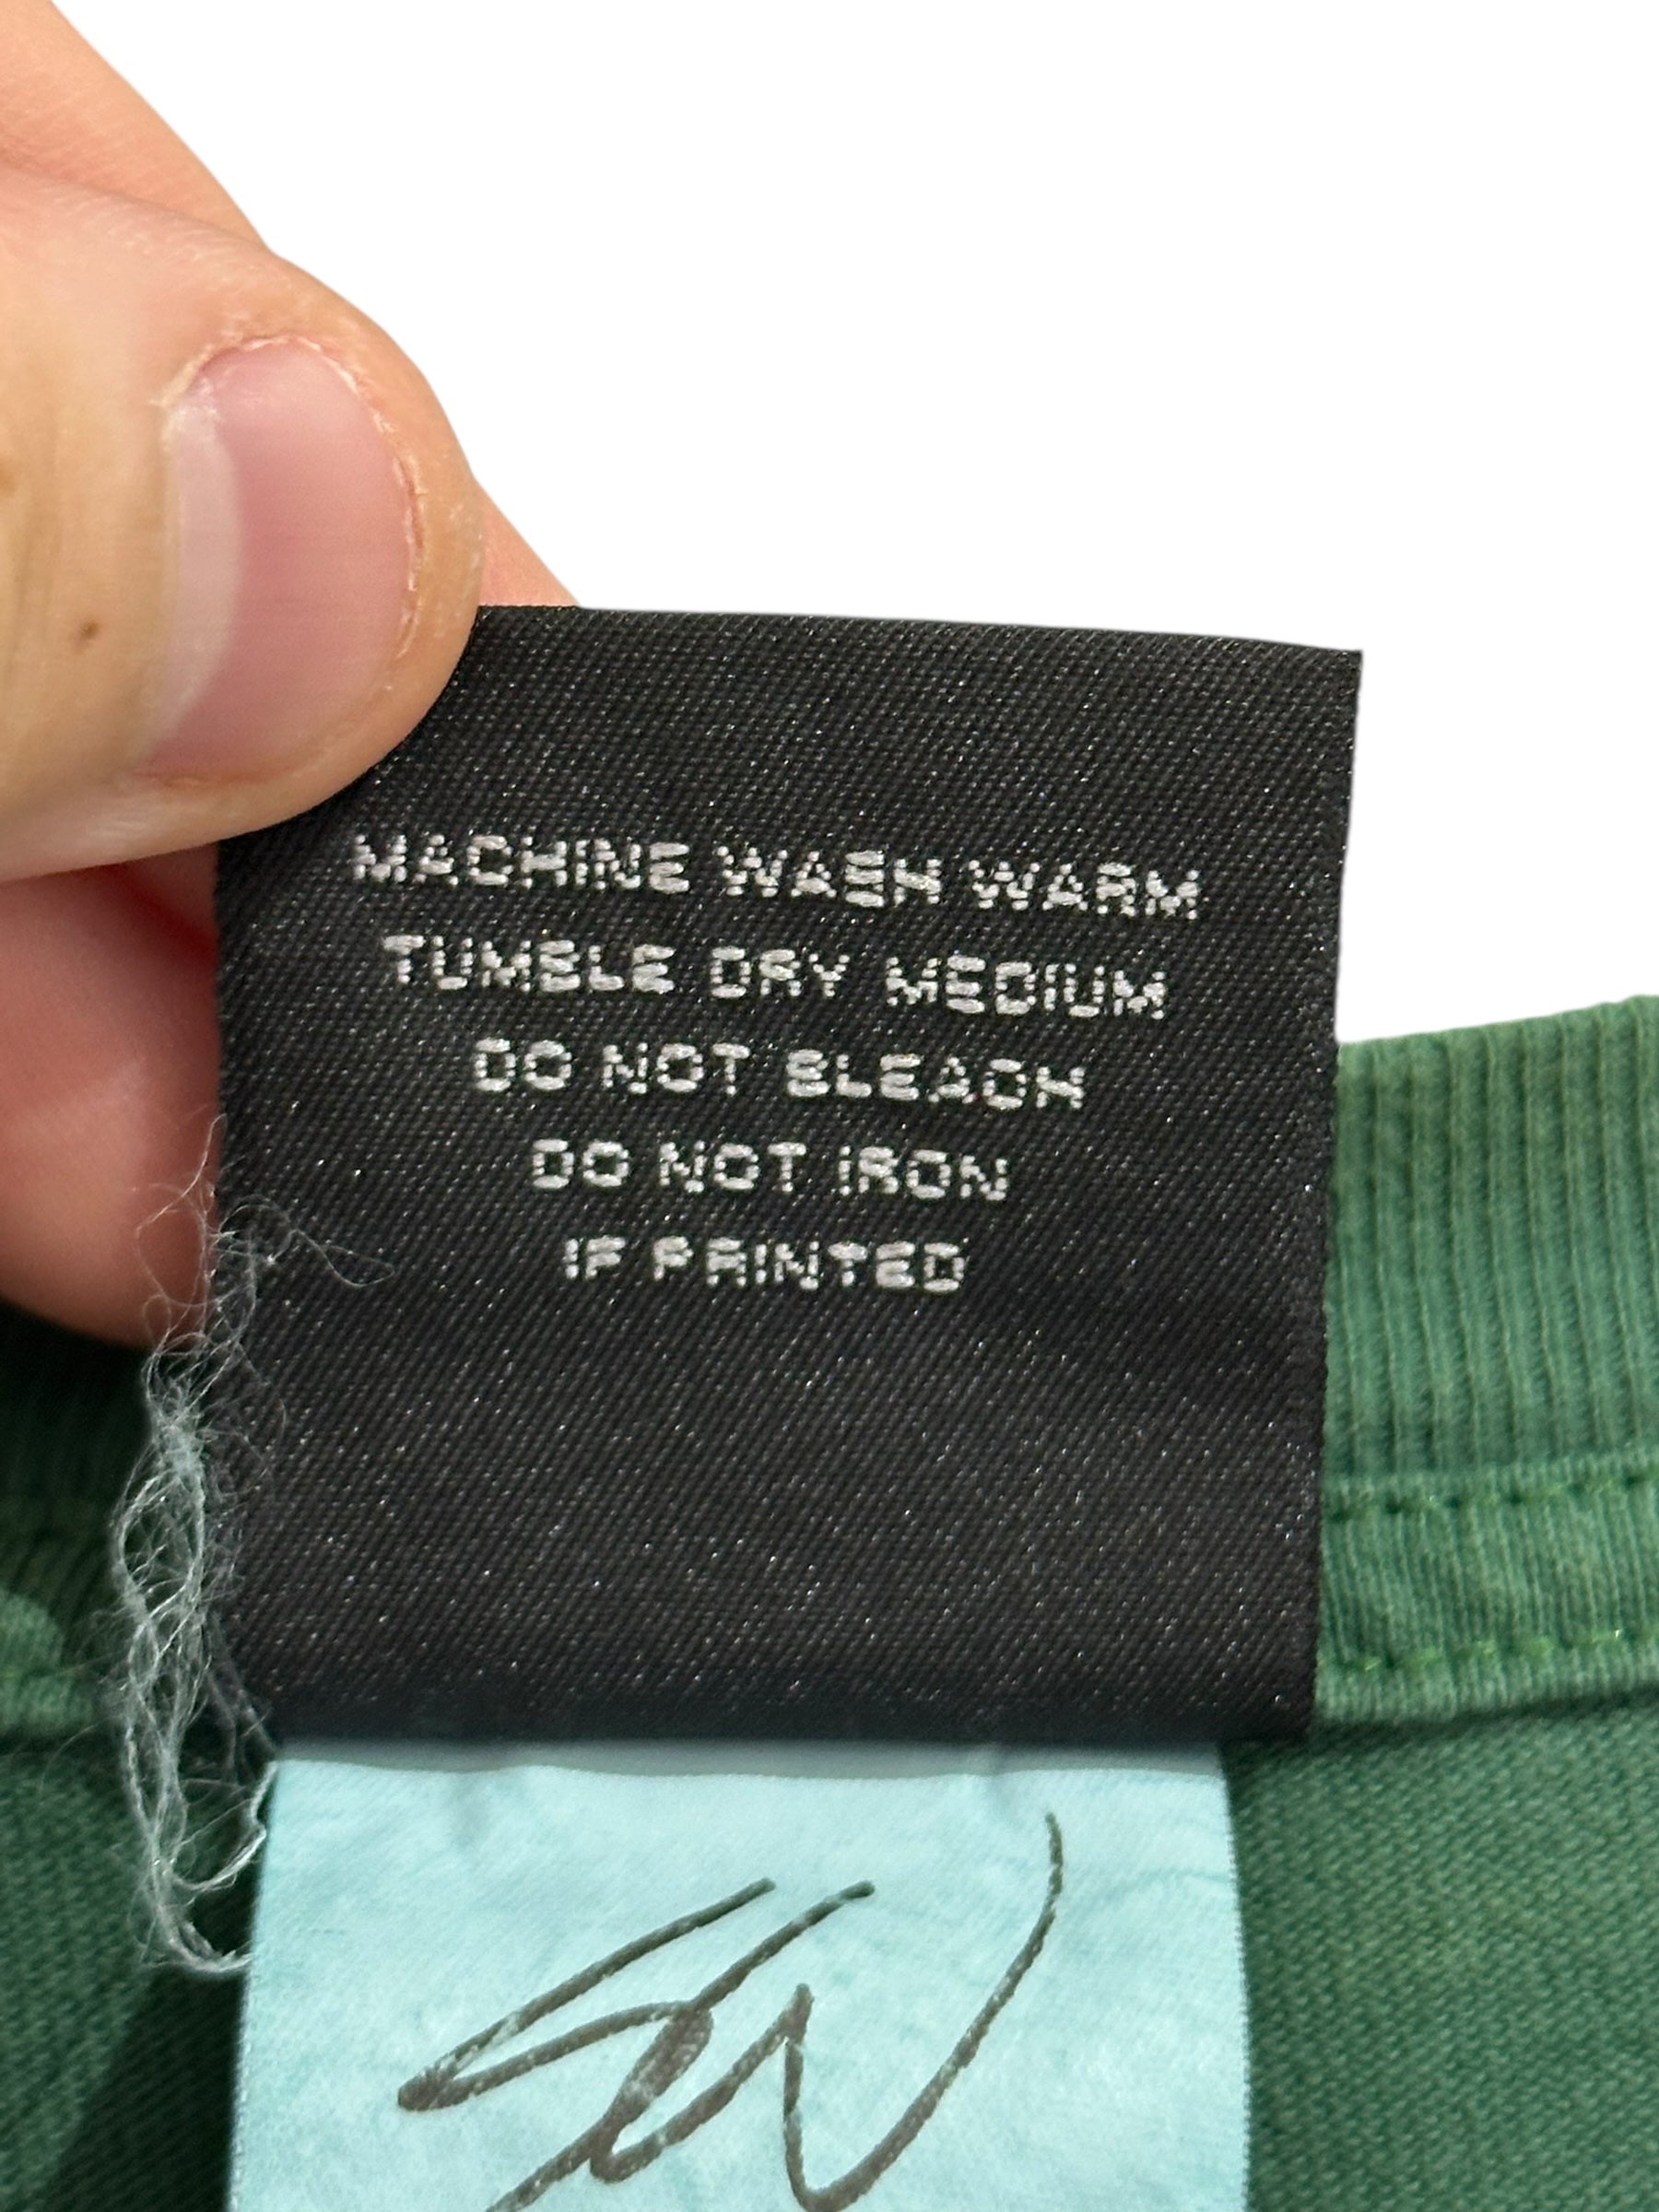 MACHINE WASH WARM
TUMBLE DRY MEDIUM
DO NOT BLEACH
DO NOT IRON
IF PRINTED